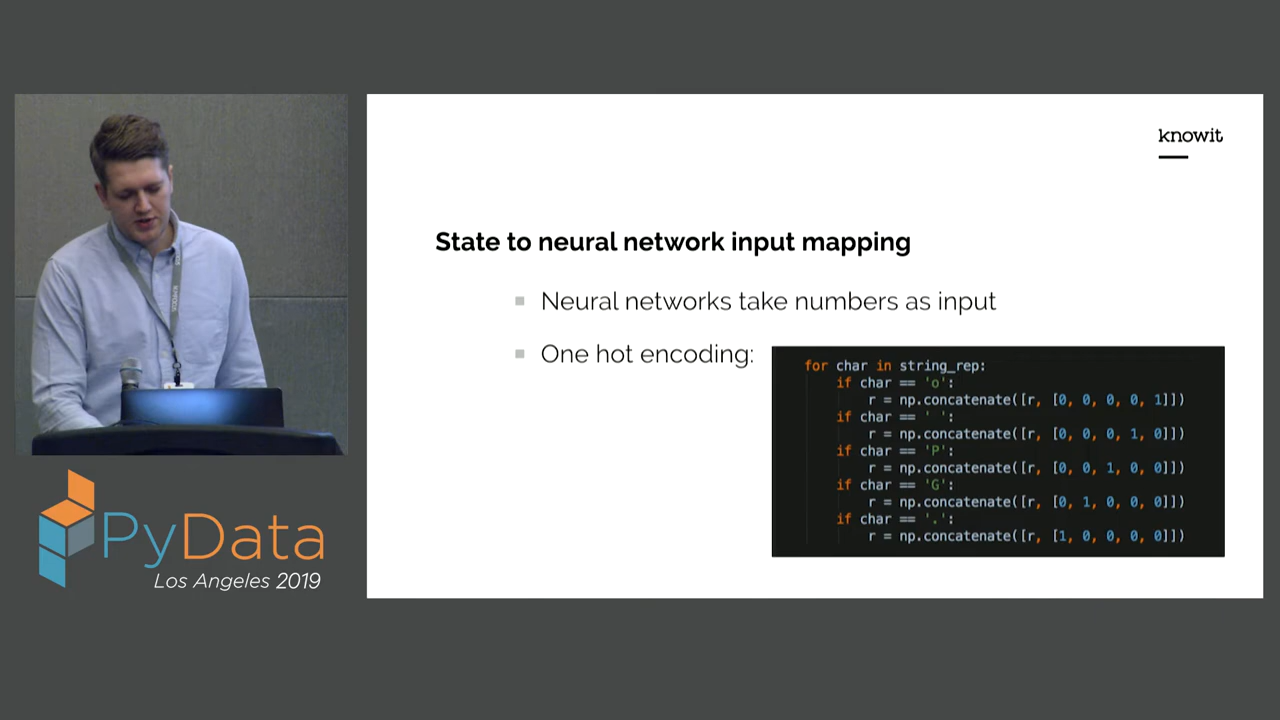 knowit
State to neural network input mapping
Neural networks take numbers as input
One hot encoding:
for char in string_rep:
if char == 'o':
r = np.concatenate([r, [0, 0, 0, 0, 1]])
if char == ' ':
r = np.concatenate([r, [0, 0, 0, 1, 0]])
if char == 'P':
r = np.concatenate([r, [0, 0, 1, 0, 0]])
if char == 'G':
r = np.concatenate([r, [0, 1, 0, 0, 0]])
if char == '.':
r = np.concatenate([r, [1, 0, 0, 0, 0]])
PyData
Los Angeles 2019